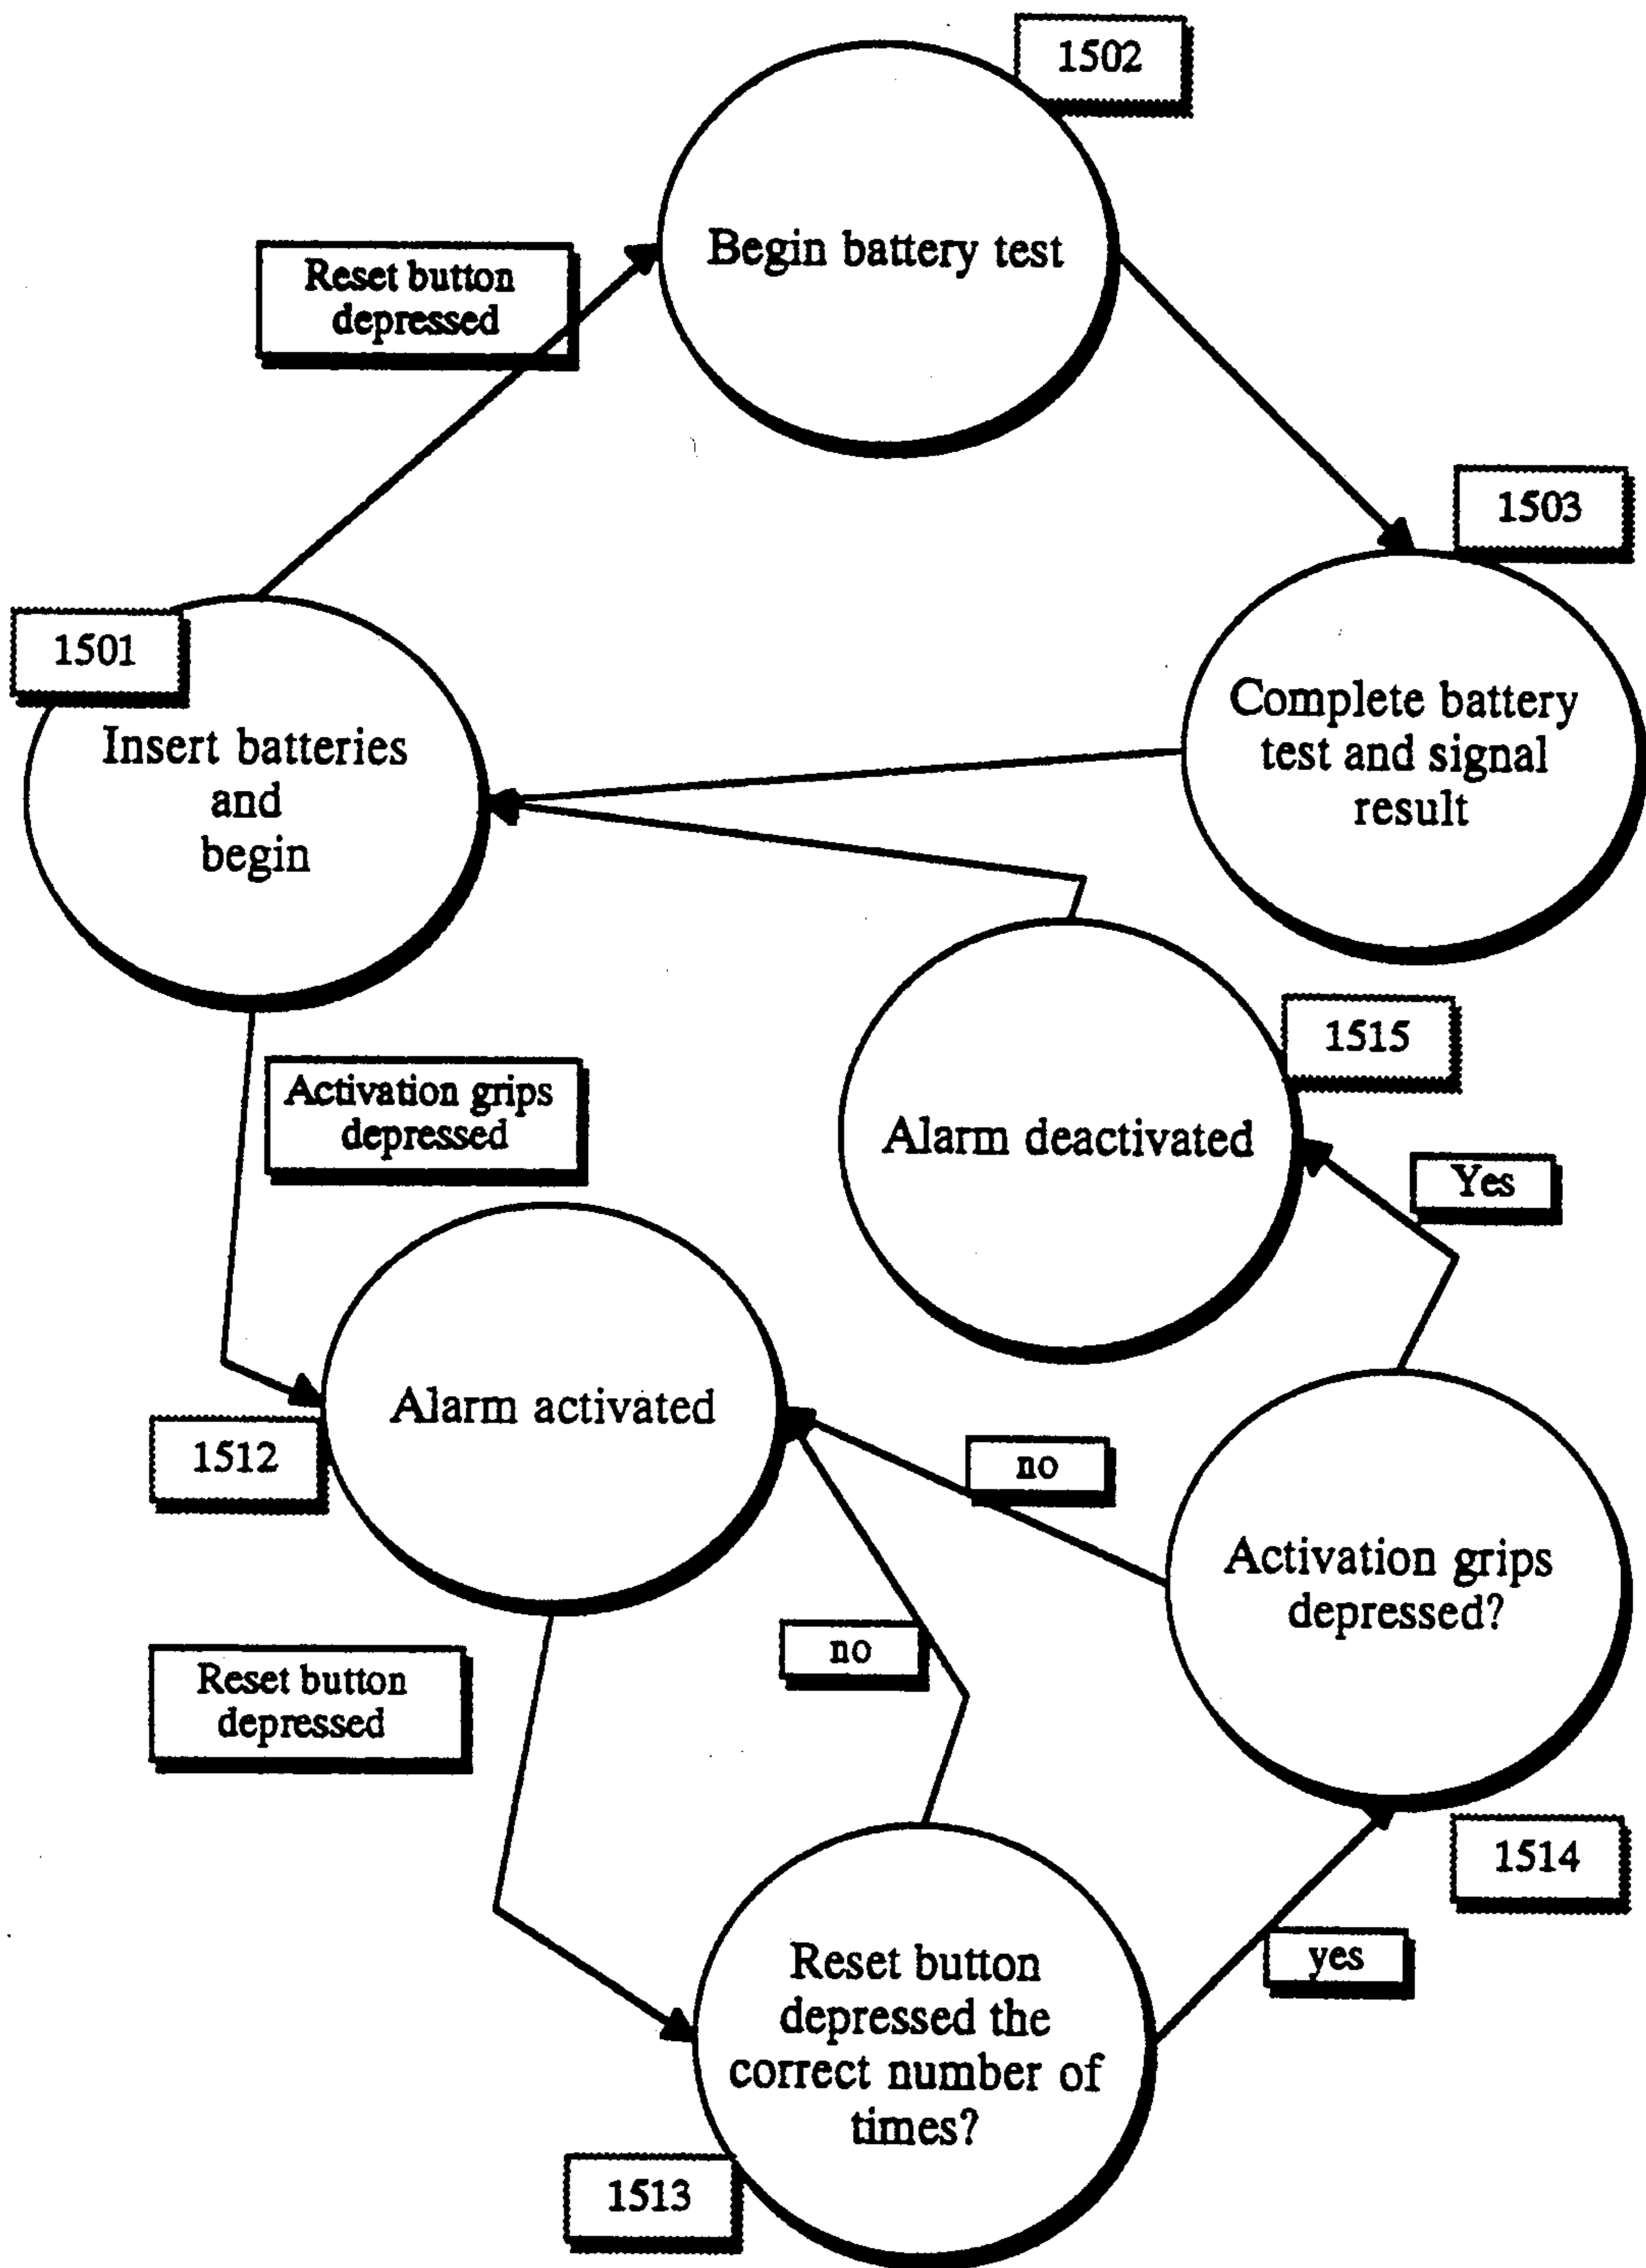 1502
Begin battery test
Reset button
depressed
1503
1501
Insert batteries
and
begin
Complete battery
test and signal
result
1515
Activation grips
depressed
Alarm deactivated
Yes
Alarm activated
1512
no
Activation grips
depressed?
no
Reset button
depressed
1514
yes
Reset button
depressed the
correct number of
times?
1513